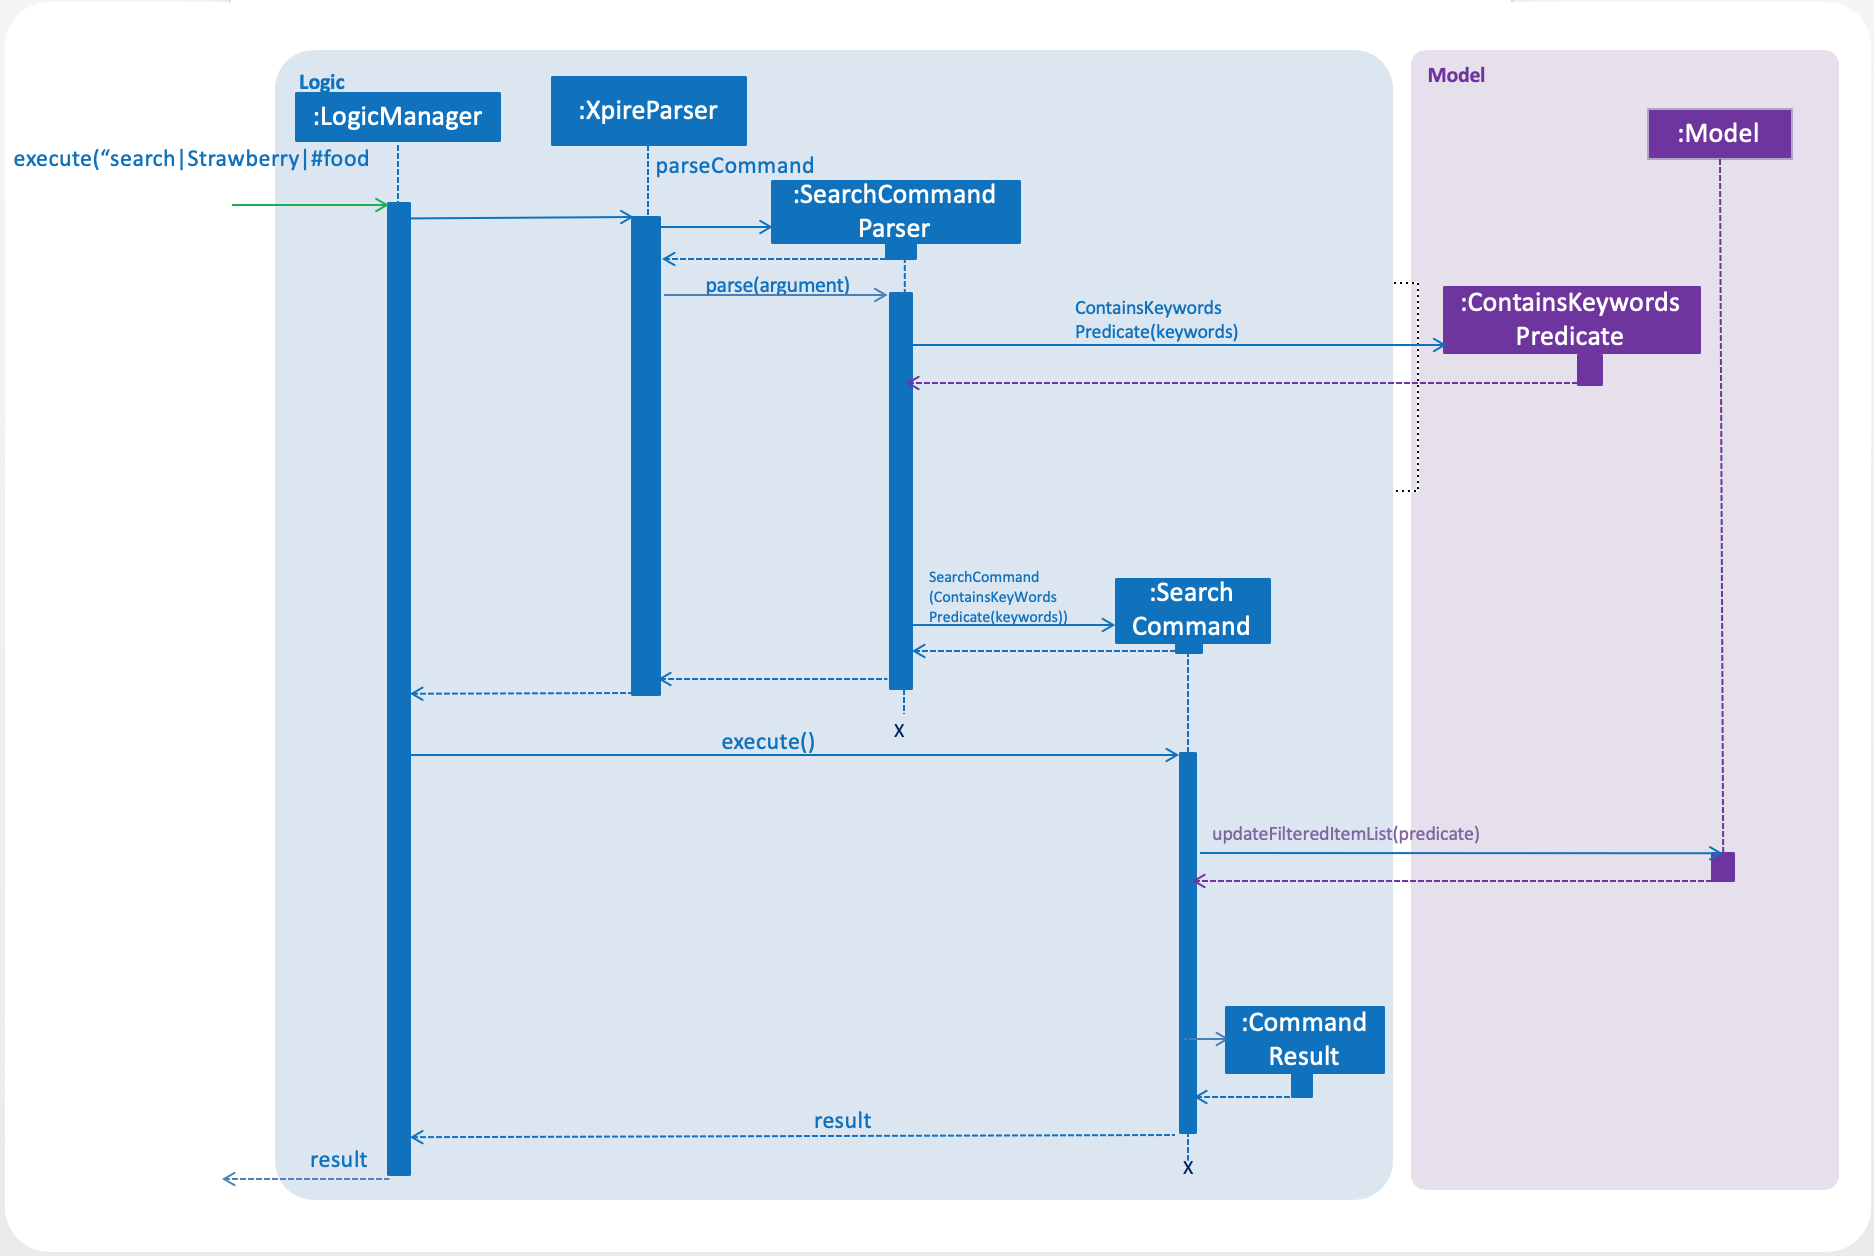 Logic
Model
:LogicManager
:XpireParser
:Model
execute(“search|Strawberry|#food
parseCommand
:SearchCommand
Parser
parse(argument)
ContainsKeywords
Predicate(keywords)
:ContainsKeywords
Predicate
SearchCommand
(ContainsKeyWords
Predicate(keywords))
:Search
Command
X
execute()
updateFilteredItemList(predicate)
:Command
Result
result
result
X